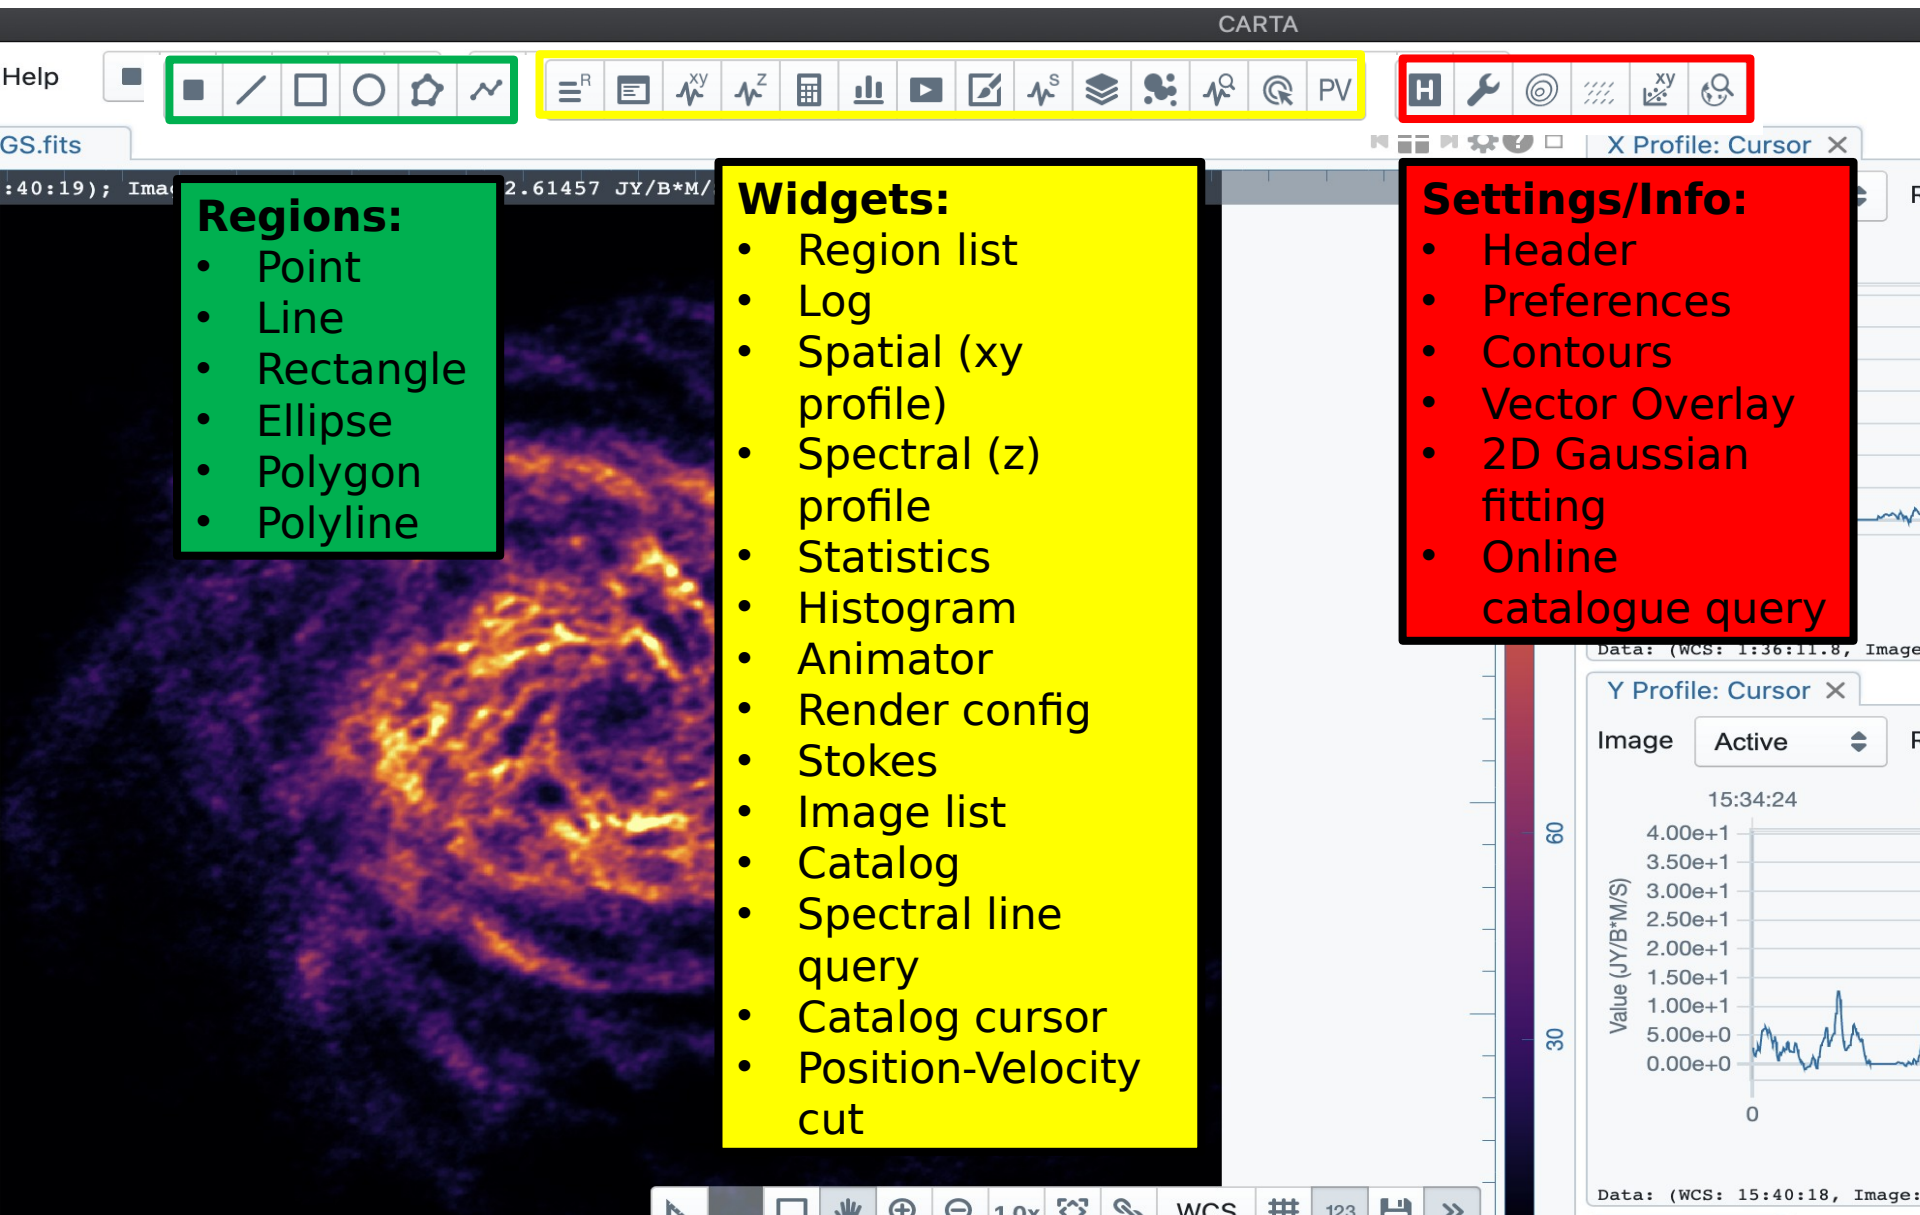 CARTA
Help
R
XY
Z
S
PV
H
xy
GS.fits
X Profile: Cursor
:40:19); Ima
2.61457 JY/B*M/
Regions:
• Point
• Line
• Rectangle
• Ellipse
• Polygon
• Polyline
Widgets:
• Region list
• Log
• Spatial (xy
profile)
• Spectral (z)
profile
• Statistics
• Histogram
• Animator
• Render config
• Stokes
• Image list
• Catalog
• Spectral line
query
• Catalog cursor
• Position-Velocity
cut
Settings/Info:
• Header
• Preferences
• Contours
• Vector Overlay
• 2D Gaussian
fitting
• Online
catalogue query
60
30
Data: (WCS: 1:36:11.8, Image
Y Profile: Cursor
Image Active
15:34:24
Value (JY/B*M/S)
4.00e+1
3.50e+1
3.00e+1
2.50e+1
2.00e+1
1.50e+1
1.00e+1
5.00e+0
0.00e+0
0
Data: (WCS: 15:40:18, Image:
1.0x WCS 123